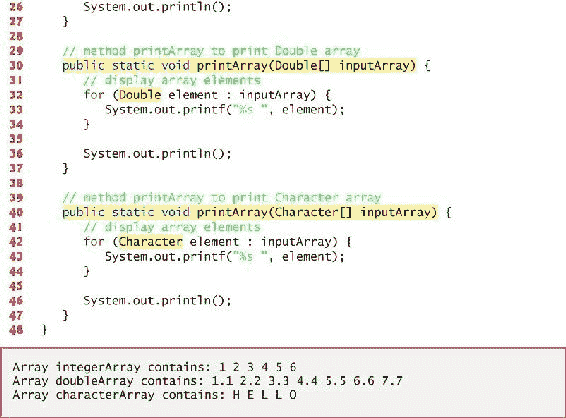 26 System.out.println();
27 }
28
29 // method printArray to print Double array
30 public static void printArray(Double[] inputArray) {
31 // display array elements
32 for (Double element : inputArray) {
33 System.out.printf("%s ", element);
34 }
35
36 System.out.println();
37 }
38
39 // method printArray to print Character array
40 public static void printArray(Character[] inputArray) {
41 // display array elements
42 for (Character element : inputArray) {
43 System.out.printf("%s ", element);
44 }
45
46 System.out.println();
47 }
48 }
Array integerArray contains: 1 2 3 4 5 6
Array doubleArray contains: 1.1 2.2 3.3 4.4 5.5 6.6 7.7
Array characterArray contains: H E L L O